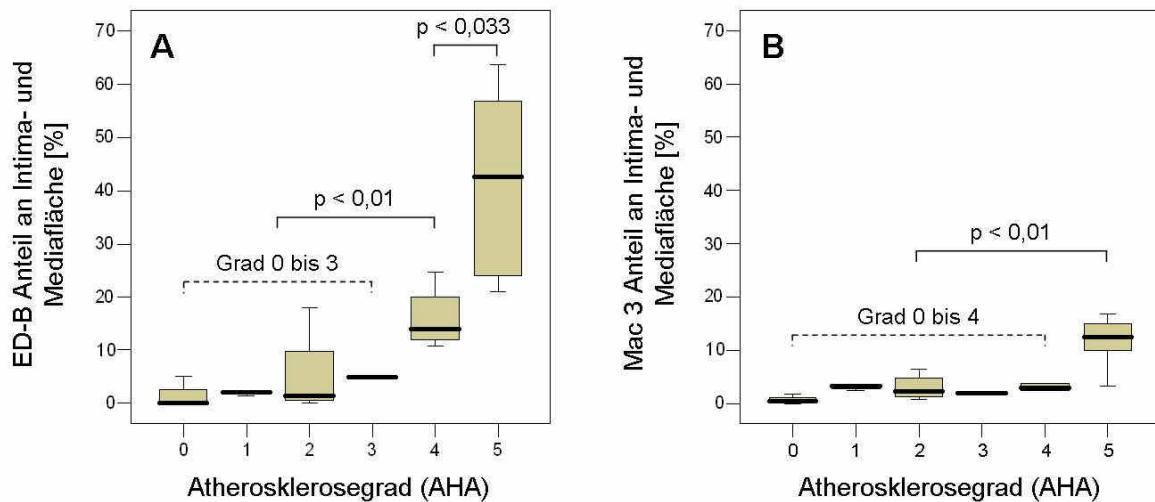 A
ED-B Anteil an Intima- und
Mediafläche [%]
70
60
50
40
30
20
10
0
p < 0,033
p < 0,01
Grad 0 bis 3
0 1 2 3 4 5
Atherosklerosegrad (AHA)
B
Mac 3 Anteil an Intima- und
Mediafläche [%]
70
60
50
40
30
20
10
0
p < 0,01
Grad 0 bis 4
0 1 2 3 4 5
Atherosklerosegrad (AHA)